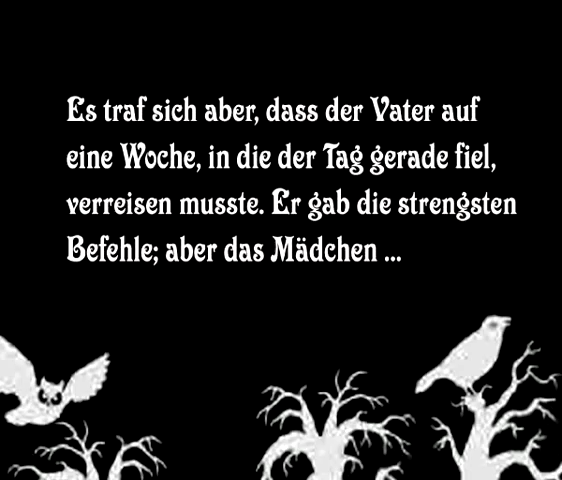 Es traf sich aber, dass der Vater auf
eine Woche, in die der Tag gerade fiel,
verreisen musste. Er gab die strengsten
Befehle; aber das Mädchen ...